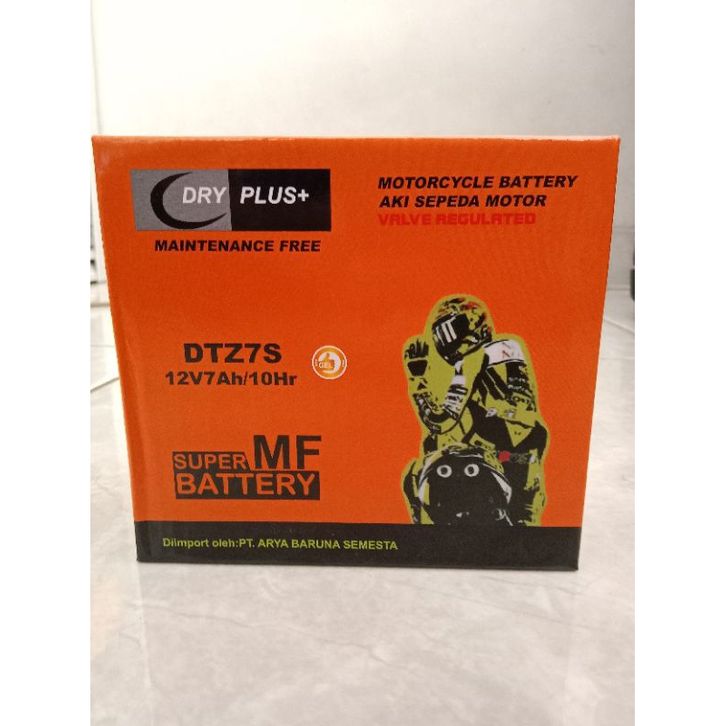 DRY PLUS+
MAINTENANCE FREE
MOTORCYCLE BATTERY
AKI SEPEDA MOTOR
VALVE REGULATED
DTZ7S
12V7Ah/10Hr
GEL
SUPER MF
BATTERY
Diimport oleh:PT. ARYA BARUNA SEMESTA